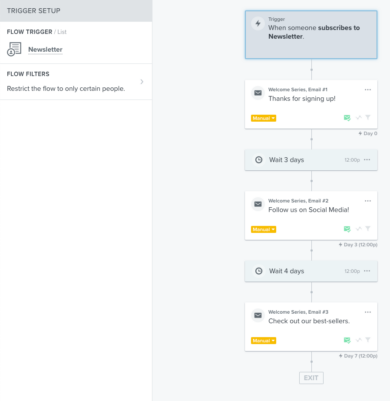 TRIGGER SETUP
FLOW TRIGGER / List
Newsletter
FLOW FILTERS
Restrict the flow to only certain people.
Trigger
When someone subscribes to
Newsletter.
Welcome Series, Email #1
Thanks for signing up!
Manual
Day 0
Wait 3 days
12:00p
Welcome Series, Email #2
Follow us on Social Media!
Manual
Day 3 (12:00p)
Wait 4 days
12:00p
Welcome Series, Email #3
Check out our best-sellers.
Manual
Day 7 (12:00p)
EXIT